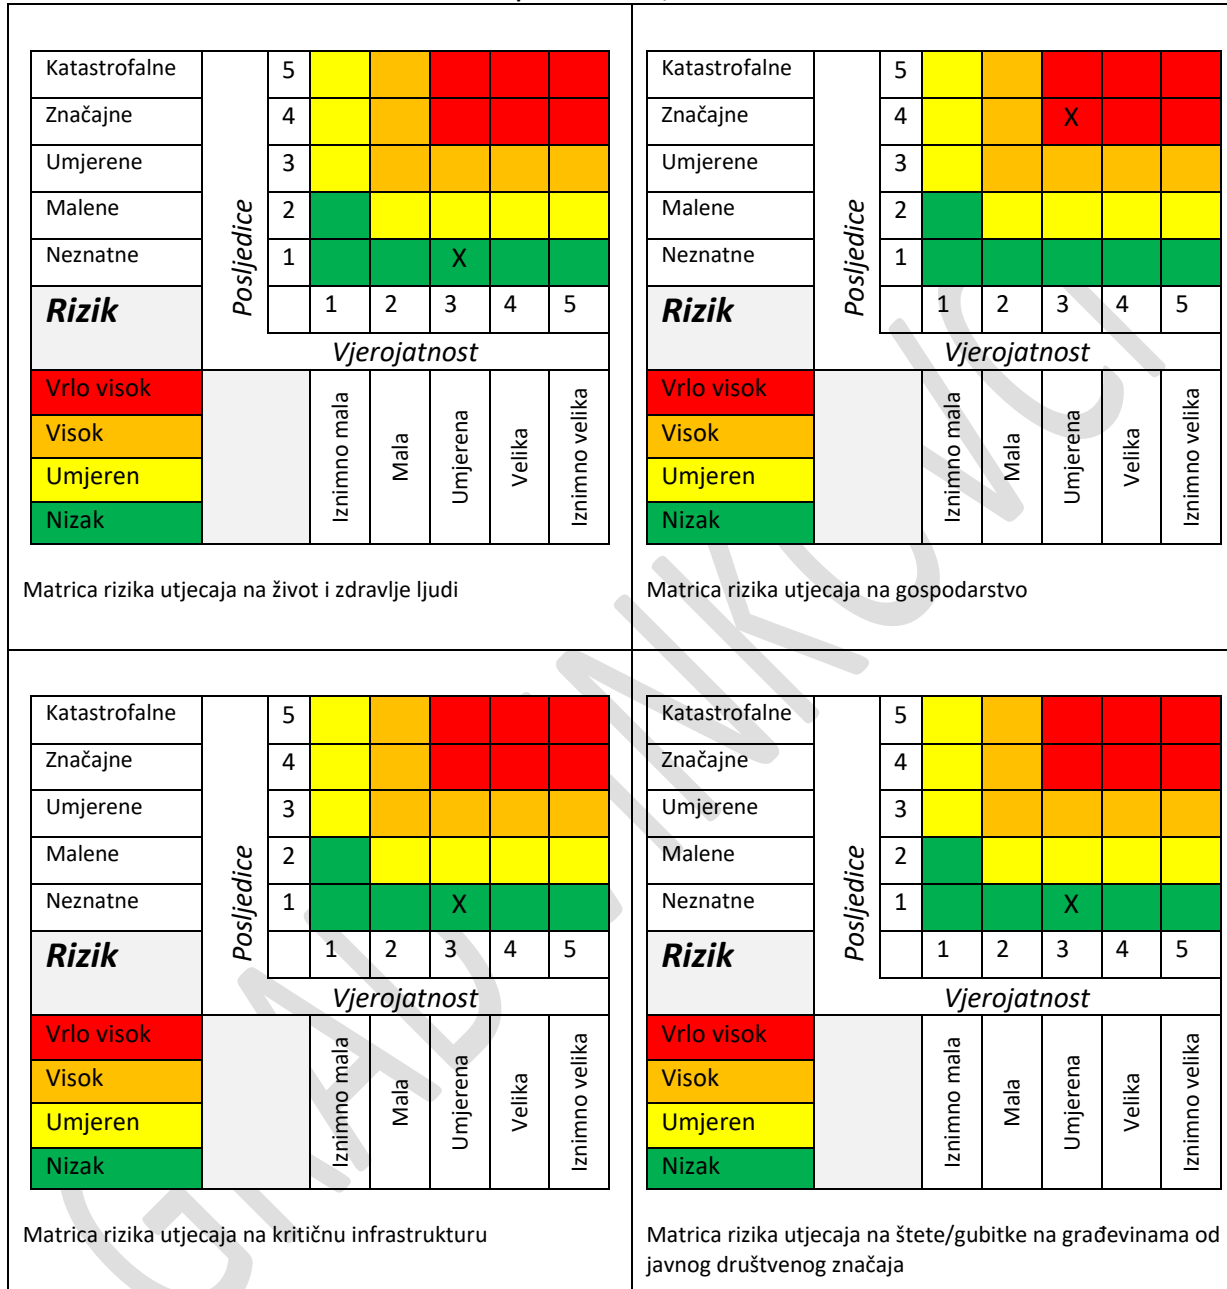 Katastrofalne 5
Značajne 4
Umjerene 3
Malene 2
Neznatne 1 X
Posljedice
Rizik 1 2 3 4 5
Vjerojatnost
Vrlo visok
Visok
Umjeren
Nizak
Iznimno mala
Mala
Umjerena
Velika
Iznimno velika
Matrica rizika utjecaja na život i zdravlje ljudi
Katastrofalne 5
Značajne 4 X
Umjerene 3
Malene 2
Neznatne 1
Posljedice
Rizik 1 2 3 4 5
Vjerojatnost
Vrlo visok
Visok
Umjeren
Nizak
Iznimno mala
Mala
Umjerena
Velika
Iznimno velika
Matrica rizika utjecaja na gospodarstvo
Katastrofalne 5
Značajne 4
Umjerene 3
Malene 2
Neznatne 1 X
Posljedice
Rizik 1 2 3 4 5
Vjerojatnost
Vrlo visok
Visok
Umjeren
Nizak
Iznimno mala
Mala
Umjerena
Velika
Iznimno velika
Matrica rizika utjecaja na kritičnu infrastrukturu
Katastrofalne 5
Značajne 4
Umjerene 3
Malene 2
Neznatne 1 X
Posljedice
Rizik 1 2 3 4 5
Vjerojatnost
Vrlo visok
Visok
Umjeren
Nizak
Iznimno mala
Mala
Umjerena
Velika
Iznimno velika
Matrica rizika utjecaja na štete/gubitke na građevinama od
javnog društvenog značaja
GRAD